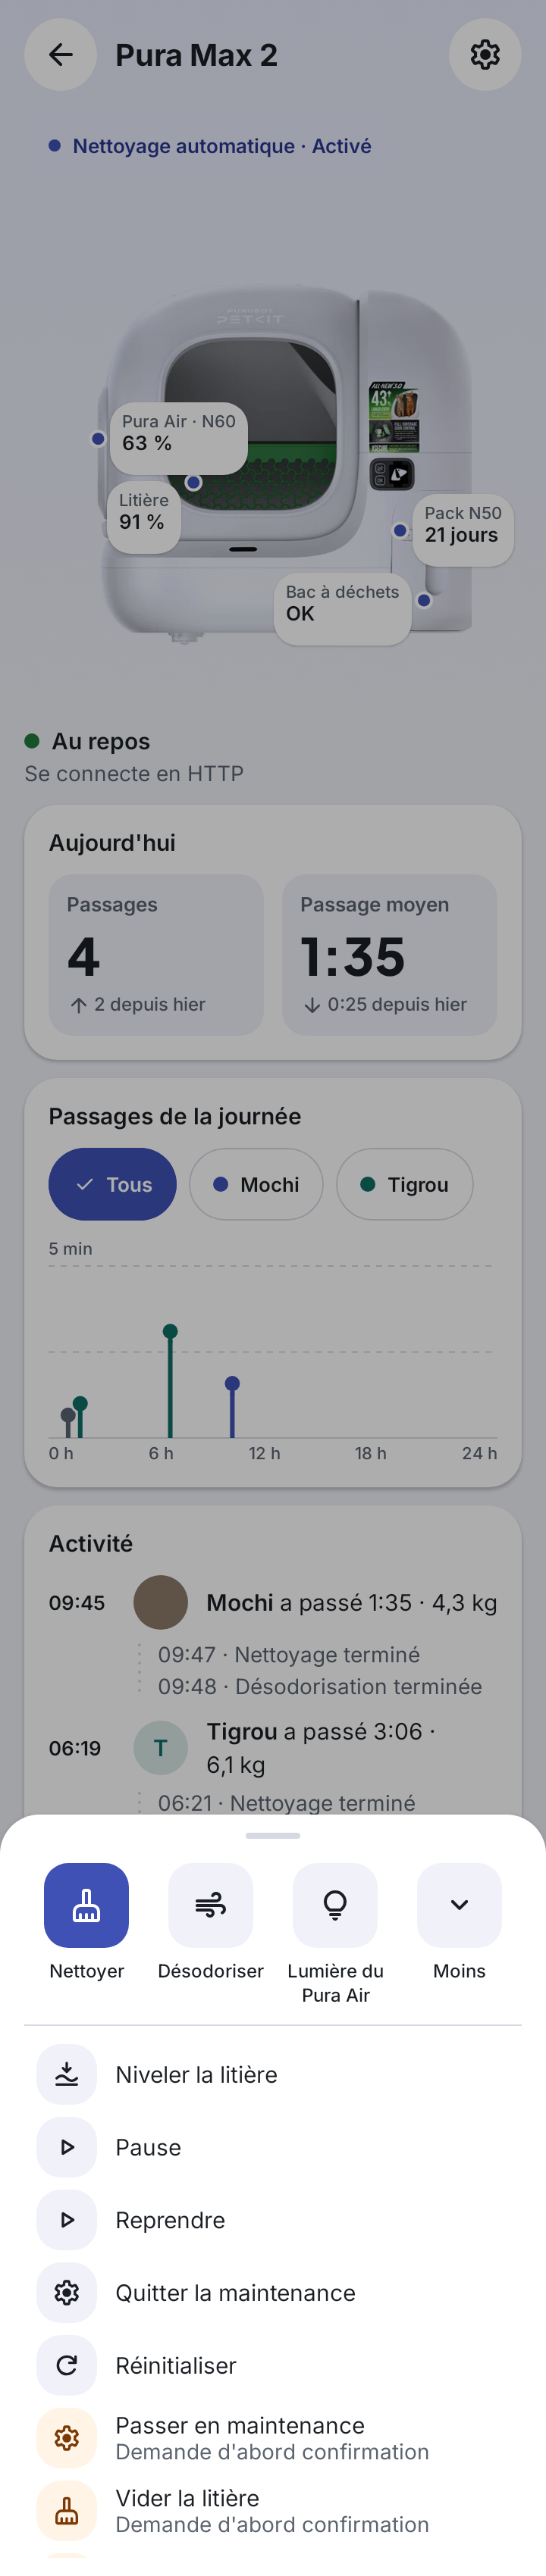 Pura Max 2
Nettoyage automatique · Activé
PETKIT
Pura Air · N60
63 %
Litière
91 %
Pack N50
21 jours
Bac à déchets
OK
Au repos
Se connecte en HTTP
Aujourd'hui
Passages
4
↑ 2 depuis hier
Passage moyen
1:35
↓ 0:25 depuis hier
Passages de la journée
Tous
Mochi
Tigrou
5 min
0 h
6 h
12 h
18 h
24 h
Activité
09:45
Mochi a passé 1:35 · 4,3 kg
09:47 · Nettoyage terminé
09:48 · Désodorisation terminée
06:19
T
Tigrou a passé 3:06 ·
6,1 kg
06:21 · Nettoyage terminé
Nettoyer
Désodoriser
Lumière du
Pura Air
Moins
Niveler la litière
Pause
Reprendre
Quitter la maintenance
Réinitialiser
Passer en maintenance
Demande d'abord confirmation
Vider la litière
Demande d'abord confirmation